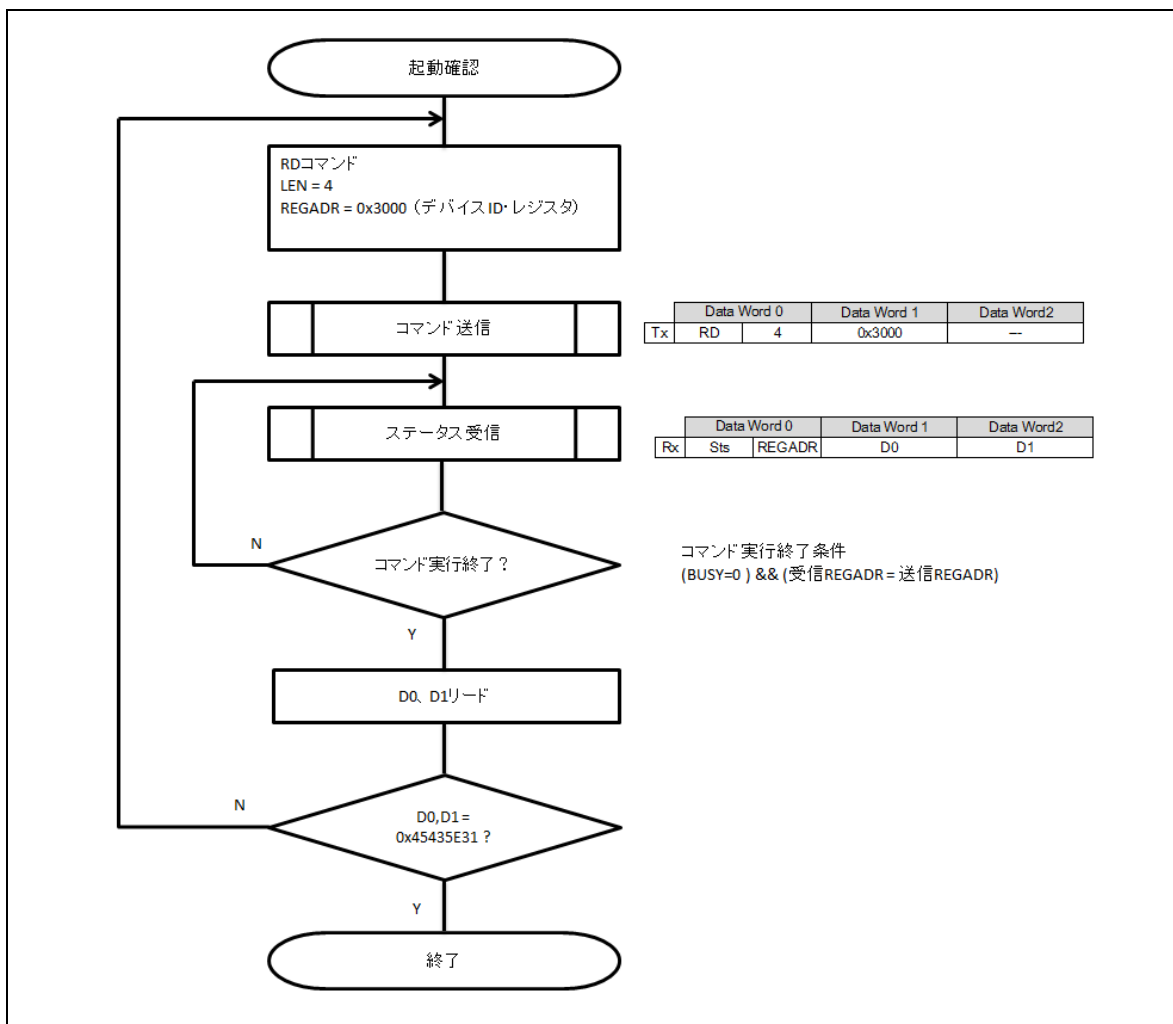 起動確認
RDコマンド
LEN = 4
REGADR = 0x3000（デバイスID・レジスタ）
コマンド送信
Data Word 0 Data Word 1 Data Word2
Tx RD 4 0x3000 ---
ステータス受信
Data Word 0 Data Word 1 Data Word2
Rx Sts REGADR D0 D1
N
コマンド実行終了？
コマンド実行終了条件
(BUSY=0 ) && (受信REGADR = 送信REGADR)
Y
D0、D1リード
N
D0,D1 =
0x45435E31 ?
Y
終了